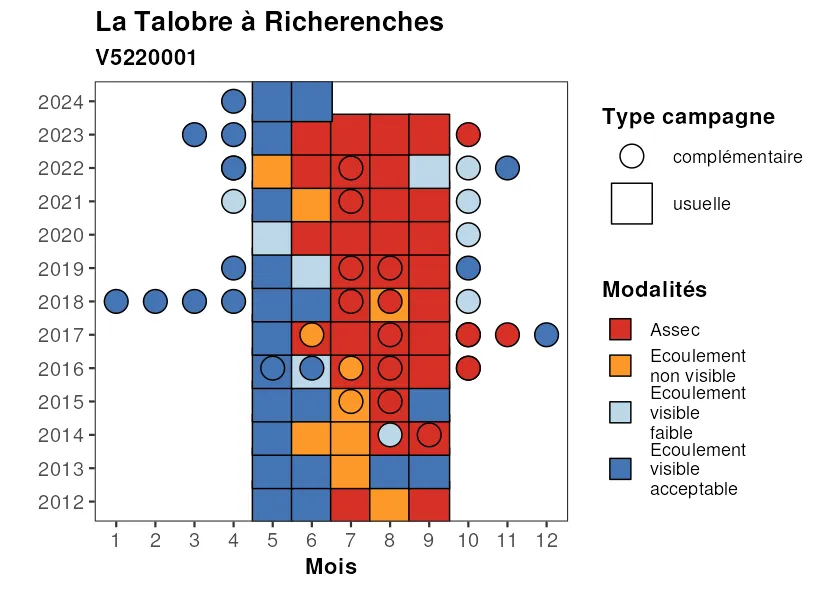 La Talobre à Richerenches
V5220001
2024
2023
2022
2021
2020
2019
2018
2017
2016
2015
2014
2013
2012
1 2 3 4 5 6 7 8 9 10 11 12
Mois
Type campagne
complémentaire
usuelle
Modalités
Assec
Ecoulement
non visible
Ecoulement
visible
faible
Ecoulement
visible
acceptable